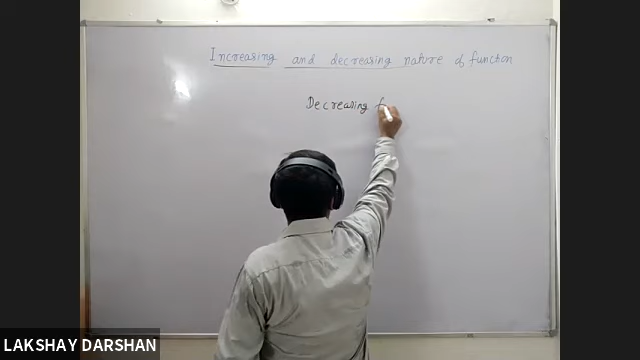 Increasing and decreasing nature of function
Decreasing f
LAKSHAY DARSHAN